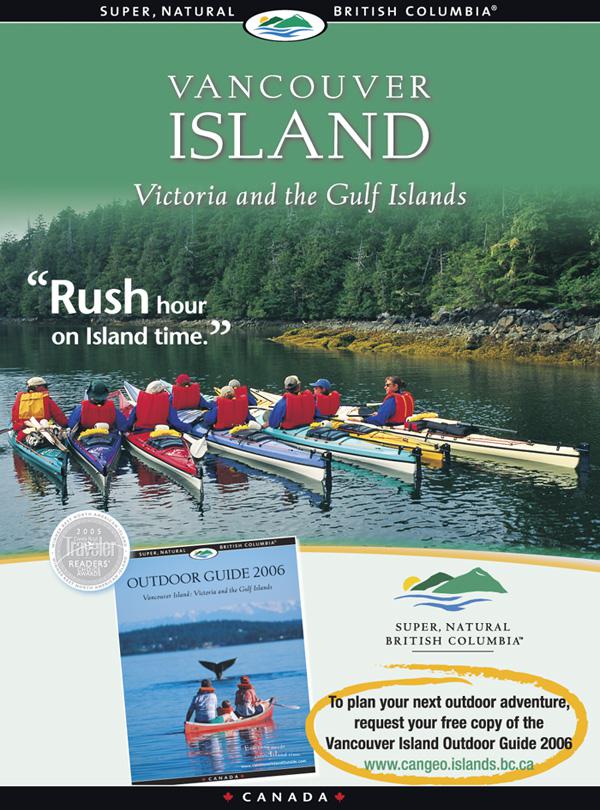 SUPER, NATURAL BRITISH COLUMBIA®
VANCOUVER
ISLAND
Victoria and the Gulf Islands
“Rush hour
on Island time.”
2005
Traveler
READERS'
CHOICE
AWARDS
SUPER, NATURAL BRITISH COLUMBIA®
OUTDOOR GUIDE 2006
Vancouver Island: Victoria and the Gulf Islands
CANADA
SUPER, NATURAL
BRITISH COLUMBIA™
To plan your next outdoor adventure,
request your free copy of the
Vancouver Island Outdoor Guide 2006
www.cangeo.islands.bc.ca
CANADA